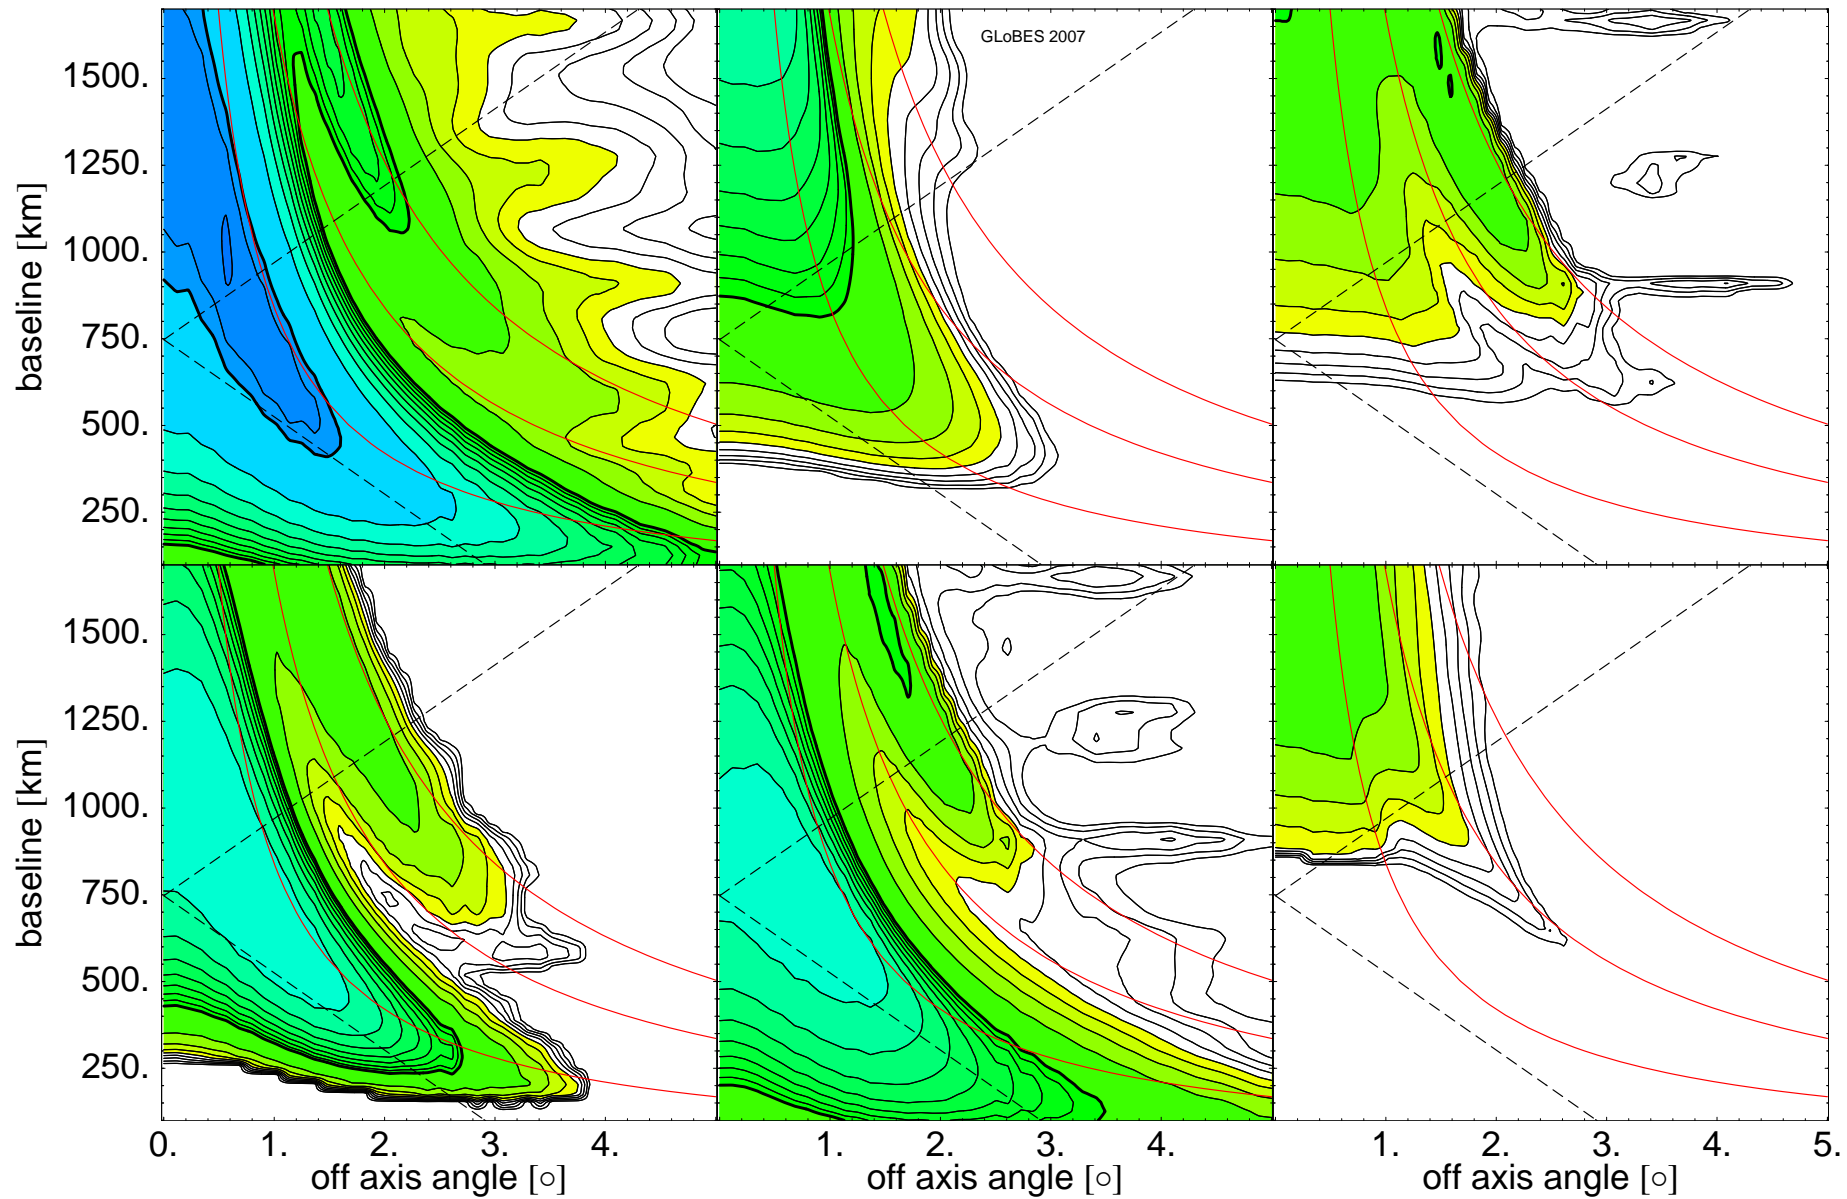 GLoBES 2007
1500.
1250.
1000.
750.
500.
250.
baseline [km]
1500.
1250.
1000.
750.
500.
250.
baseline [km]
0. 1. 2. 3. 4. 1. 2. 3. 4. 1. 2. 3. 4. 5.
off axis angle [○] off axis angle [○] off axis angle [○]